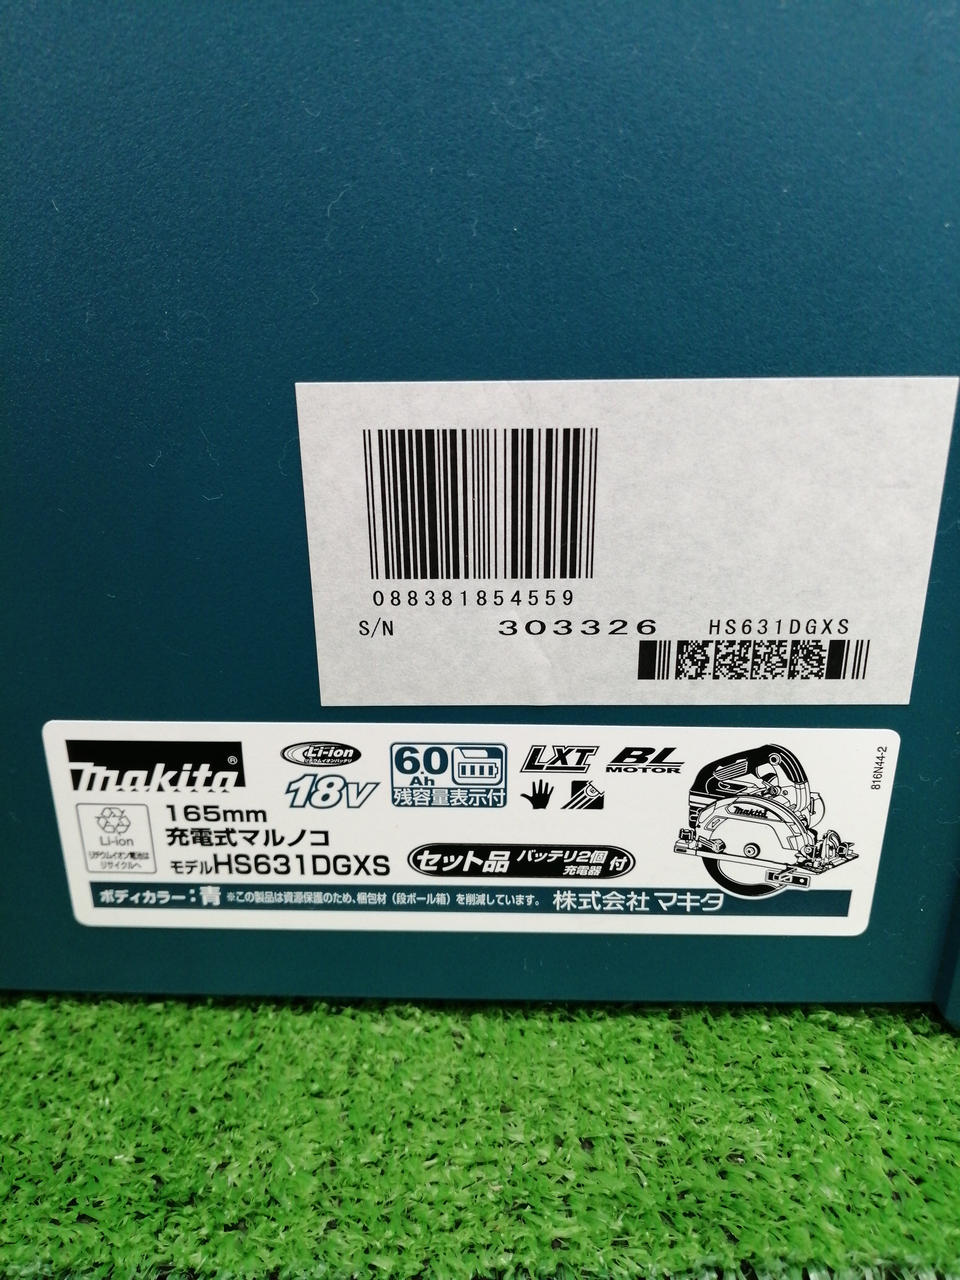 088381854559
S/N 303326 HS631DGXS
makita®
Li-ion
リチウムイオンバッテリ
18V
6.0
Ah
残容量表示付
LXT
BL
MOTOR
816N44-2
makita
Li-ion
リチウムイオン電池は
リサイクルへ
165mm
充電式マルノコ
モデルHS631DGXS
セット品 バッテリ2個
充電器 付
ボディカラー:青 ※この製品は資源保護のため、梱包材(段ボール箱)を削減しています。 株式会社マキタ